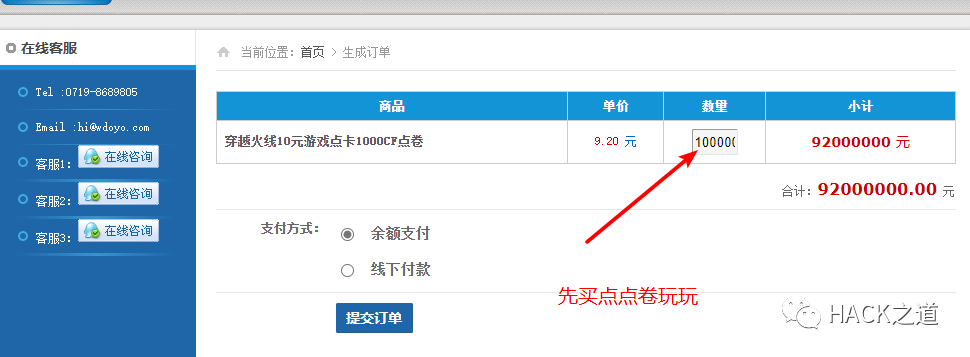 在线客服
Tel :0719-8689805
Email :hi@wdoyo.com
客服1: 在线咨询
客服2: 在线咨询
客服3: 在线咨询
当前位置: 首页 > 生成订单
商品 单价 数量 小计
穿越火线10元游戏点卡1000CF点卷 9.20 元 100000 92000000 元
合计: 92000000.00 元
支付方式: 余额支付
线下付款
先买点点卷玩玩
提交订单
HACK之道